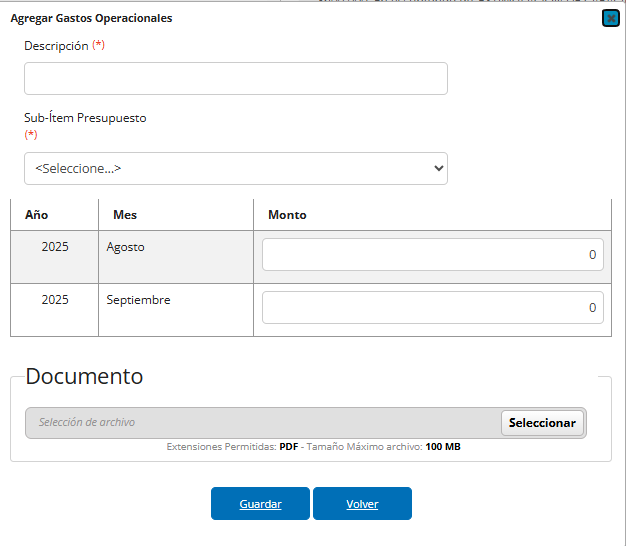 Agregar Gastos Operacionales
Descripción (*)
Sub-Ítem Presupuesto
(*)
<Seleccione...>
Año Mes Monto
2025 Agosto 0
2025 Septiembre 0
Documento
Selección de archivo Seleccionar
Extensiones Permitidas: PDF - Tamaño Máximo archivo: 100 MB
Guardar Volver